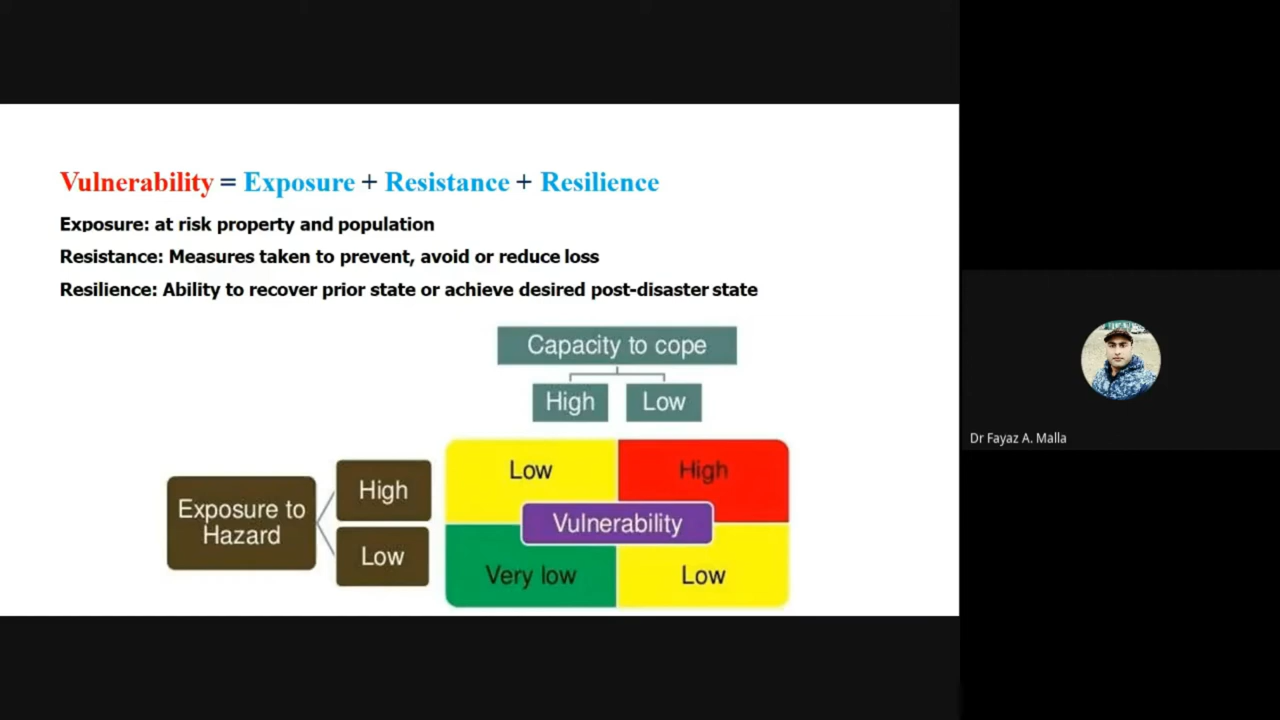 Vulnerability = Exposure + Resistance + Resilience
Exposure: at risk property and population
Resistance: Measures taken to prevent, avoid or reduce loss
Resilience: Ability to recover prior state or achieve desired post-disaster state
Capacity to cope
High Low
Exposure to
Hazard
High
Low
Low High
Vulnerability
Very low Low
Dr Fayaz A. Malla